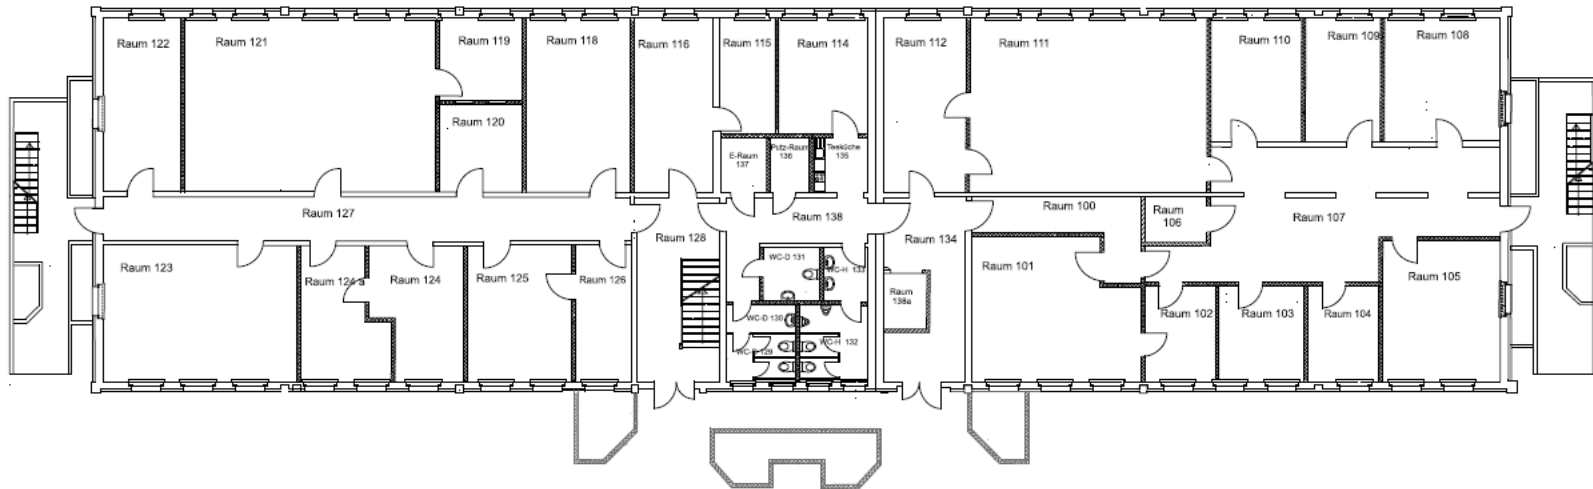 Raum 122
Raum 121
Raum 119
Raum 118
Raum 116
Raum 115
Raum 114
Raum 112
Raum 111
Raum 110
Raum 109
Raum 108
Raum 120
E-Raum
137
Putz-Raum
136
Teeküche
135
Raum 127
Raum 128
Raum 138
Raum 134
Raum 100
Raum
106
Raum 107
Raum 123
Raum 124 a
Raum 124
Raum 125
Raum 126
WC-D 131
WC-H 133
Raum
138a
Raum 101
Raum 105
WC-D 130
WC-D 129
WC-H 132
Raum 102
Raum 103
Raum 104